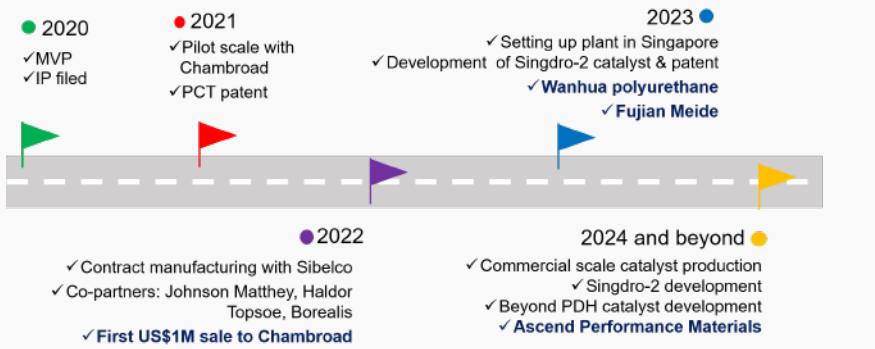 2020
✓MVP
✓IP filed
2021
✓Pilot scale with
Chambroad
✓PCT patent
2023
✓Setting up plant in Singapore
✓Development of Singdro-2 catalyst & patent
✓Wanhua polyurethane
✓Fujian Meide
2022
✓Contract manufacturing with Sibelco
✓Co-partners: Johnson Matthey, Haldor
Topsoe, Borealis
✓First US$1M sale to Chambroad
2024 and beyond
✓Commercial scale catalyst production
✓Singdro-2 development
✓Beyond PDH catalyst development
✓Ascend Performance Materials